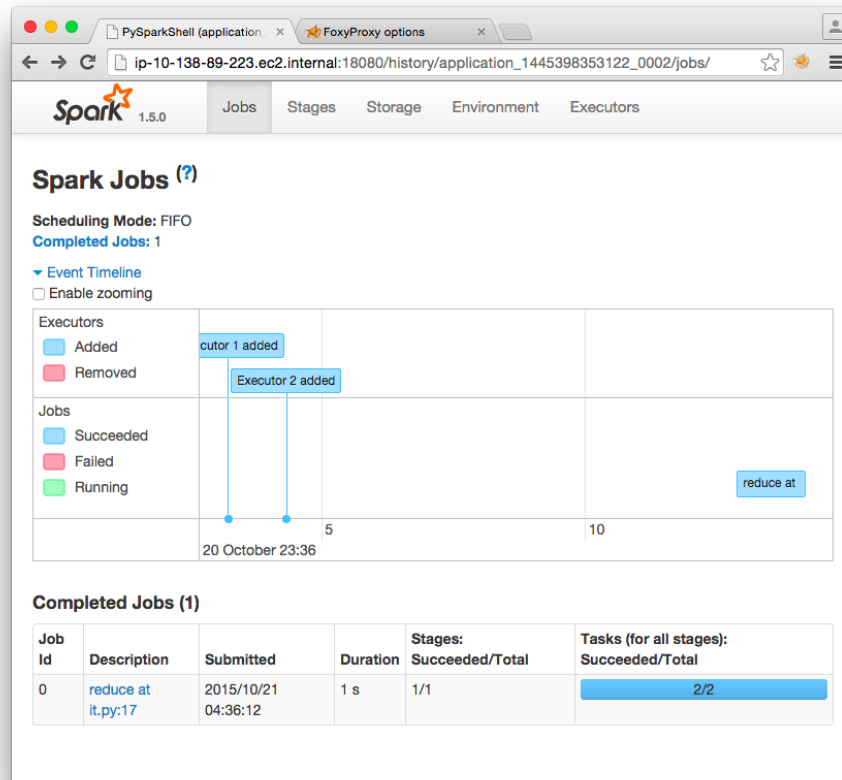 PySparkShell (application_
FoxyProxy options
ip-10-138-89-223.ec2.internal:18080/history/application_1445398353122_0002/jobs/
Spark 1.5.0 Jobs Stages Storage Environment Executors
Spark Jobs (?)
Scheduling Mode: FIFO
Completed Jobs: 1
Event Timeline
Enable zooming
Executors
Added
Removed
cutor 1 added
Executor 2 added
Jobs
Succeeded
Failed
Running
reduce at
5 10
20 October 23:36
Completed Jobs (1)
Job Id Description Submitted Duration Stages: Succeeded/Total Tasks (for all stages): Succeeded/Total
0 reduce at it.py:17 2015/10/21 04:36:12 1 s 1/1 2/2